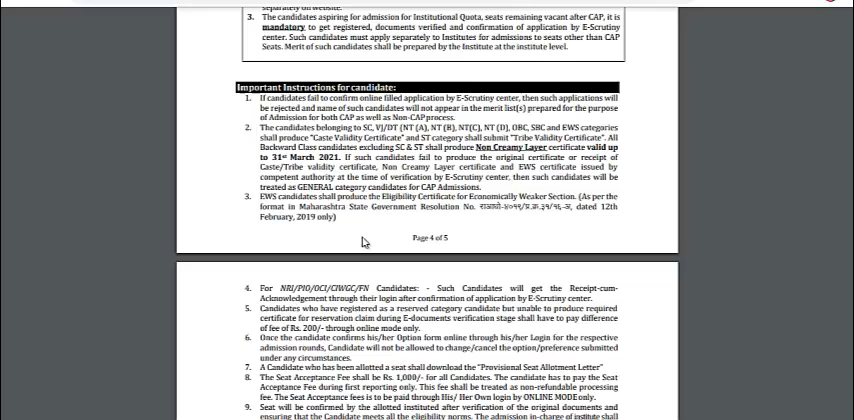 separately on website.
3. The candidates aspiring for admission for Institutional Quota, seats remaining vacant after CAP, it is
mandatory to get registered, documents verified and confirmation of application by E-Scrutiny
center. Such candidates must apply separately to Institutes for admissions to seats other than CAP
Seats. Merit of such candidates shall be prepared by the Institute at the institute level.
Important Instructions for candidate:
1. If candidates fail to confirm online filled application by E-Scrutiny center, then such applications will
be rejected and name of such candidates will not appear in the merit list(s) prepared for the purpose
of Admission for both CAP as well as Non-CAP process.
2. The candidates belonging to SC, VJ/DT (NT (A), NT (B), NT(C), NT (D), OBC, SBC and EWS categories
shall produce "Caste Validity Certificate" and ST category shall submit "Tribe Validity Certificate". All
Backward Class candidates excluding SC & ST shall produce Non Creamy Layer certificate valid up
to 31st March 2021. If such candidates fail to produce the original certificate or receipt of
Caste/Tribe validity certificate, Non Creamy Layer certificate and EWS certificate issued by
competent authority at the time of verification by E-Scrutiny center, then such candidates will be
treated as GENERAL category candidates for CAP Admissions.
3. EWS candidates shall produce the Eligibility Certificate for Economically Weaker Section. (As per the
format in Maharashtra State Government Resolution No. राआधो-४०१९/प्र.क्र.३१/१६-अ, dated 12th
February, 2019 only)
Page 4 of 5
4. For NRI/PIO/OCI/CIWGC/FN Candidates: - Such Candidates will get the Receipt-cum-
Acknowledgement through their login after confirmation of application by E-Scrutiny center.
5. Candidates who have registered as a reserved category candidate but unable to produce required
certificate for reservation claim during E-documents verification stage shall have to pay difference
of fee of Rs. 200/- through online mode only.
6. Once the candidate confirms his/her Option form online through his/her Login for the respective
admission rounds, Candidate will not be allowed to change/cancel the option/preference submitted
under any circumstances.
7. A Candidate who has been allotted a seat shall download the "Provisional Seat Allotment Letter"
8. The Seat Acceptance Fee shall be Rs. 1,000/- for all Candidates. The candidate has to pay the Seat
Acceptance Fee during first reporting only. This fee shall be treated as non-refundable processing
fee. The Seat Acceptance fees is to be paid through His/ Her Own login by ONLINE MODE only.
9. Seat will be confirmed by the allotted institute after verification of the original documents and
ensuring that the Candidate meets all the eligibility norms. The admission in-charge of institute shall